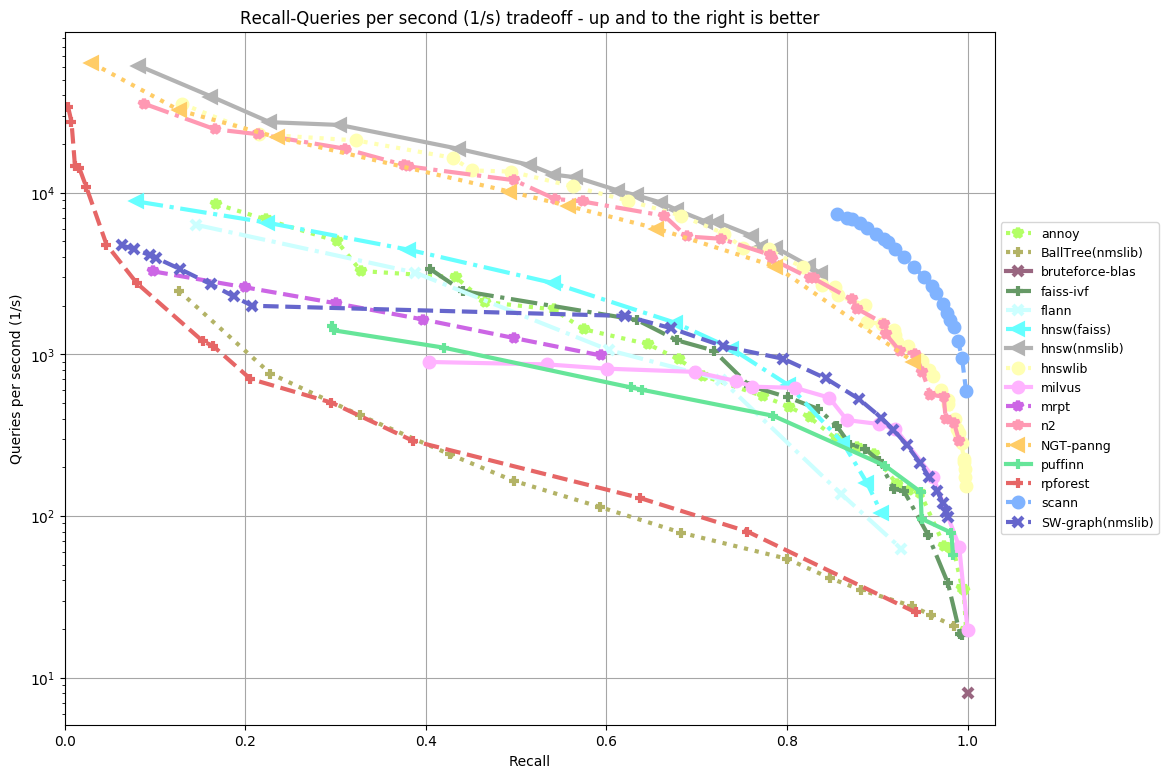 Recall-Queries per second (1/s) tradeoff - up and to the right is better
Queries per second (1/s)
10^4
10^3
10^2
10^1
0.0 0.2 0.4 0.6 0.8 1.0
Recall
annoy
BallTree(nmslib)
bruteforce-blas
faiss-ivf
flann
hnsw(faiss)
hnsw(nmslib)
hnswlib
milvus
mrpt
n2
NGT-panng
puffinn
rpforest
scann
SW-graph(nmslib)